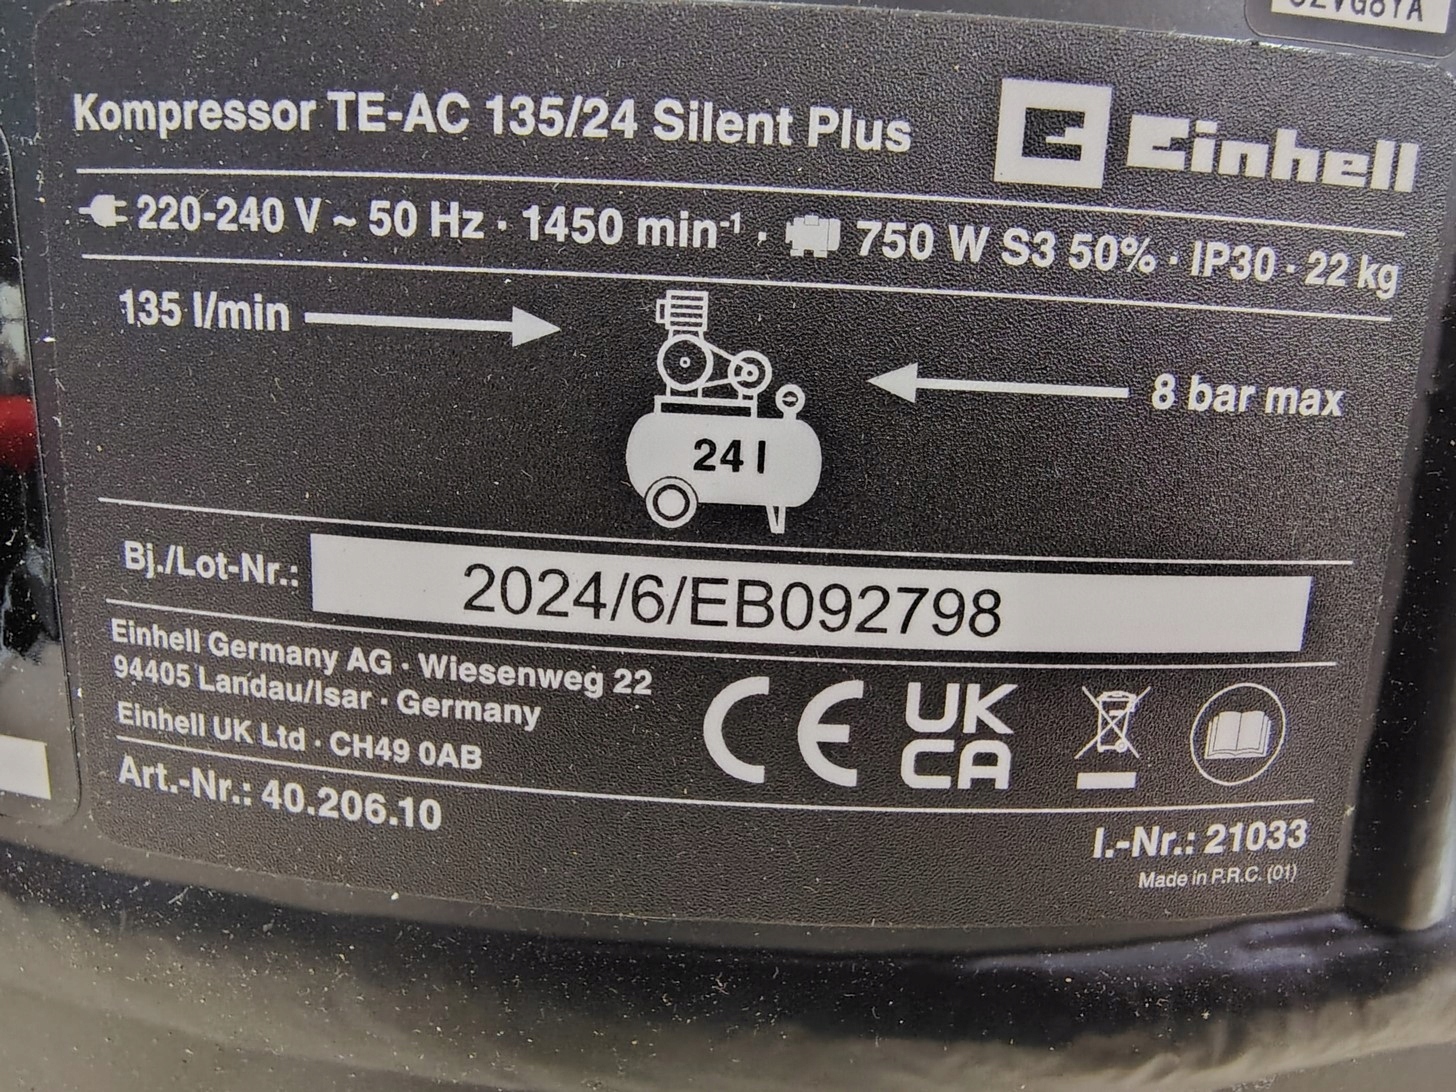 Kompressor TE-AC 135/24 Silent Plus
Einhell
220-240 V ~ 50 Hz · 1450 min⁻¹ · 750 W S3 50% · IP30 · 22 kg
135 l/min
8 bar max
24 l
Bj./Lot-Nr.: 2024/6/EB092798
Einhell Germany AG · Wiesenweg 22
94405 Landau/Isar · Germany
Einhell UK Ltd · CH49 0AB
CE UK
CA
Art.-Nr.: 40.206.10
I.-Nr.: 21033
Made in P.R.C. (01)